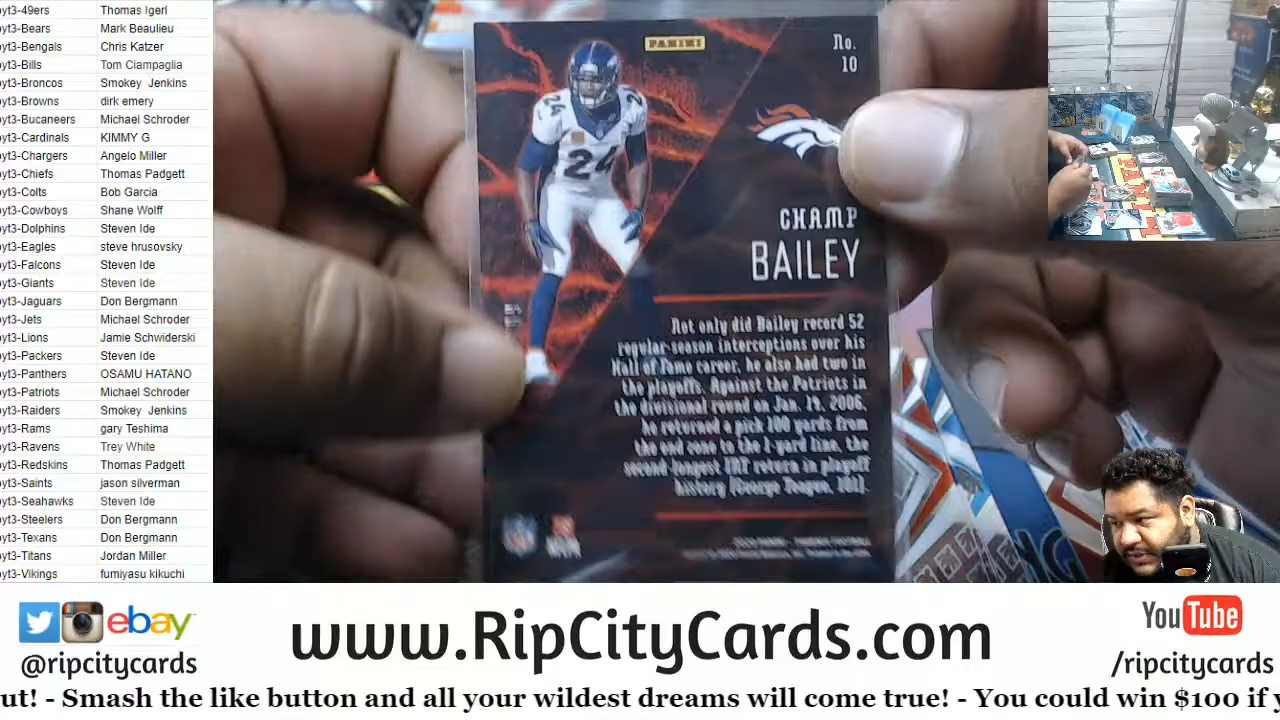 yt3-49ers Thomas Igerl
yt3-Bears Mark Beaulieu
yt3-Bengals Chris Katzer
yt3-Bills Tom Ciampaglia
yt3-Broncos Smokey Jenkins
yt3-Browns dirk emery
yt3-Bucaneers Michael Schroder
yt3-Cardinals KIMMY G
yt3-Chargers Angelo Miller
yt3-Chiefs Thomas Padgett
yt3-Colts Bob Garcia
yt3-Cowboys Shane Wolff
yt3-Dolphins Steven Ide
yt3-Eagles steve hrusovsky
yt3-Falcons Steven Ide
yt3-Giants Steven Ide
yt3-Jaguars Don Bergmann
yt3-Jets Michael Schroder
yt3-Lions Jamie Schwiderski
yt3-Packers Steven Ide
yt3-Panthers OSAMU HATANO
yt3-Patriots Michael Schroder
yt3-Raiders Smokey Jenkins
yt3-Rams gary Teshima
yt3-Ravens Trey White
yt3-Redskins Thomas Padgett
yt3-Saints jason silverman
yt3-Seahawks Steven Ide
yt3-Steelers Don Bergmann
yt3-Texans Don Bergmann
yt3-Titans Jordan Miller
yt3-Vikings fumiyasu kikuchi
PANINI
No.
10
24
24
CHAMP
BAILEY
Not only did Bailey record 52
regular-season interceptions over his
Hall of Fame career, he also had two in
the playoffs. Against the Patriots in
the divisional round on Jan. 14, 2006,
he returned a pick 100 yards from
the end zone to the 1-yard line, the
second-longest INT return in playoff
history (George Teague, 101).
NFL
PANINI
ebay
@ripcitycards
www.RipCityCards.com
YouTube
/ripcitycards
ut! - Smash the like button and all your wildest dreams will come true! - You could win $100 if y